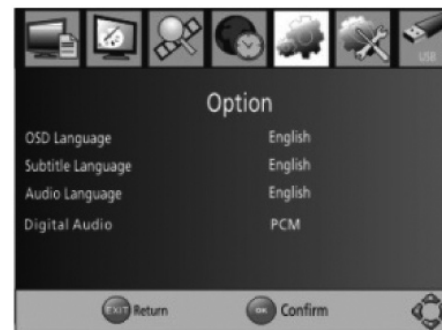 USB
Option
OSD Language English
Subtitle Language English
Audio Language English
Digital Audio PCM
EXIT Return OK Confirm